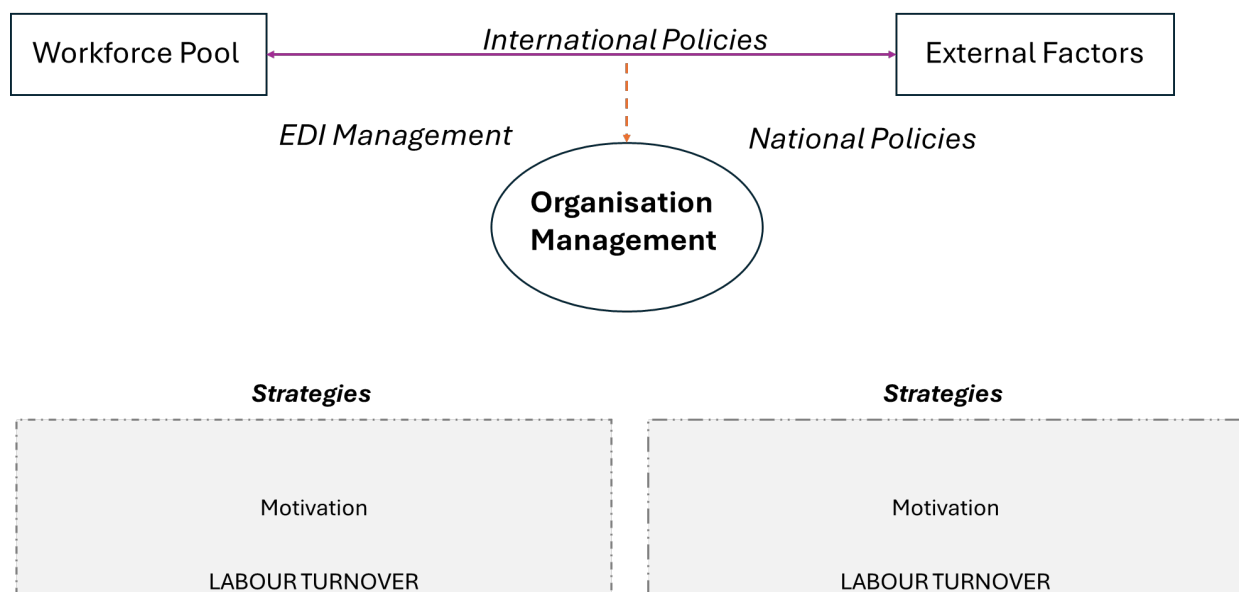 Workforce Pool
International Policies
External Factors
EDI Management
National Policies
Organisation
Management
Strategies
Strategies
Motivation
Motivation
LABOUR TURNOVER
LABOUR TURNOVER